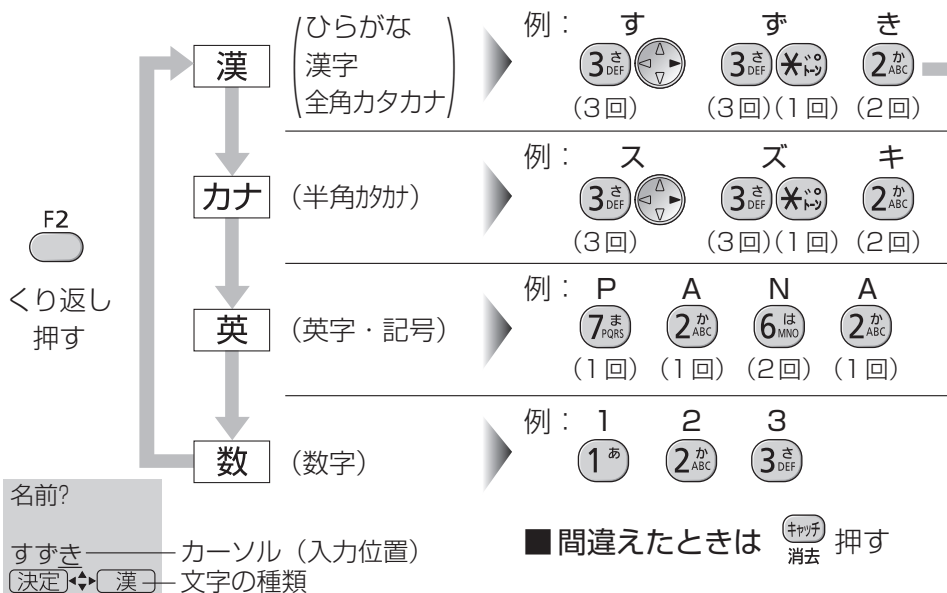 漢
(ひらがな
漢字
全角カタカナ)
例： す ず き
3さDEF 3さDEF ＊トーン゛゜ 2かABC
(3回) (3回)(1回) (2回)
カナ
(半角ｶﾀｶﾅ)
例： ス ズ キ
3さDEF 3さDEF ＊トーン゛゜ 2かABC
(3回) (3回)(1回) (2回)
F2
くり返し
押す
英
(英字・記号)
例： P A N A
7まPQRS 2かABC 6はMNO 2かABC
(1回) (1回) (2回) (1回)
数
(数字)
例： 1 2 3
1あ 2かABC 3さDEF
名前?
すずき カーソル（入力位置）
決定 漢 文字の種類
■間違えたときは ｷｬｯﾁ 消去 押す